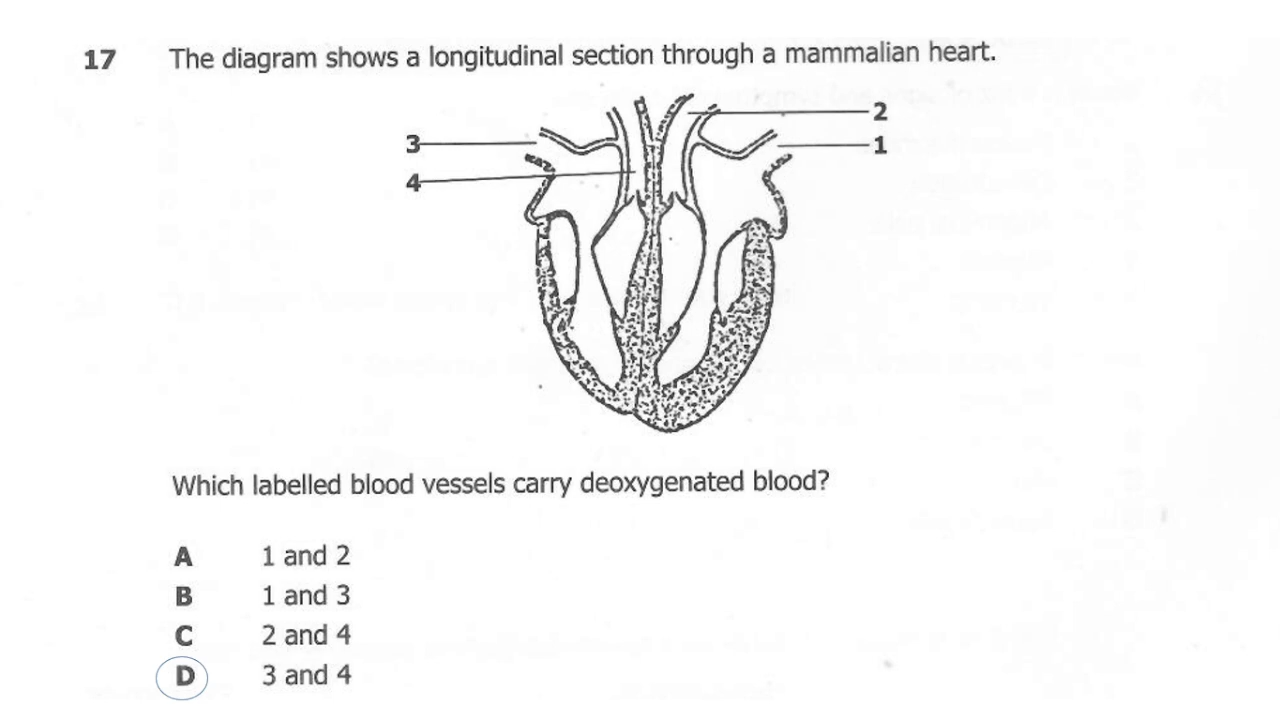 17 The diagram shows a longitudinal section through a mammalian heart.
2
3
1
4
Which labelled blood vessels carry deoxygenated blood?
A 1 and 2
B 1 and 3
C 2 and 4
D 3 and 4